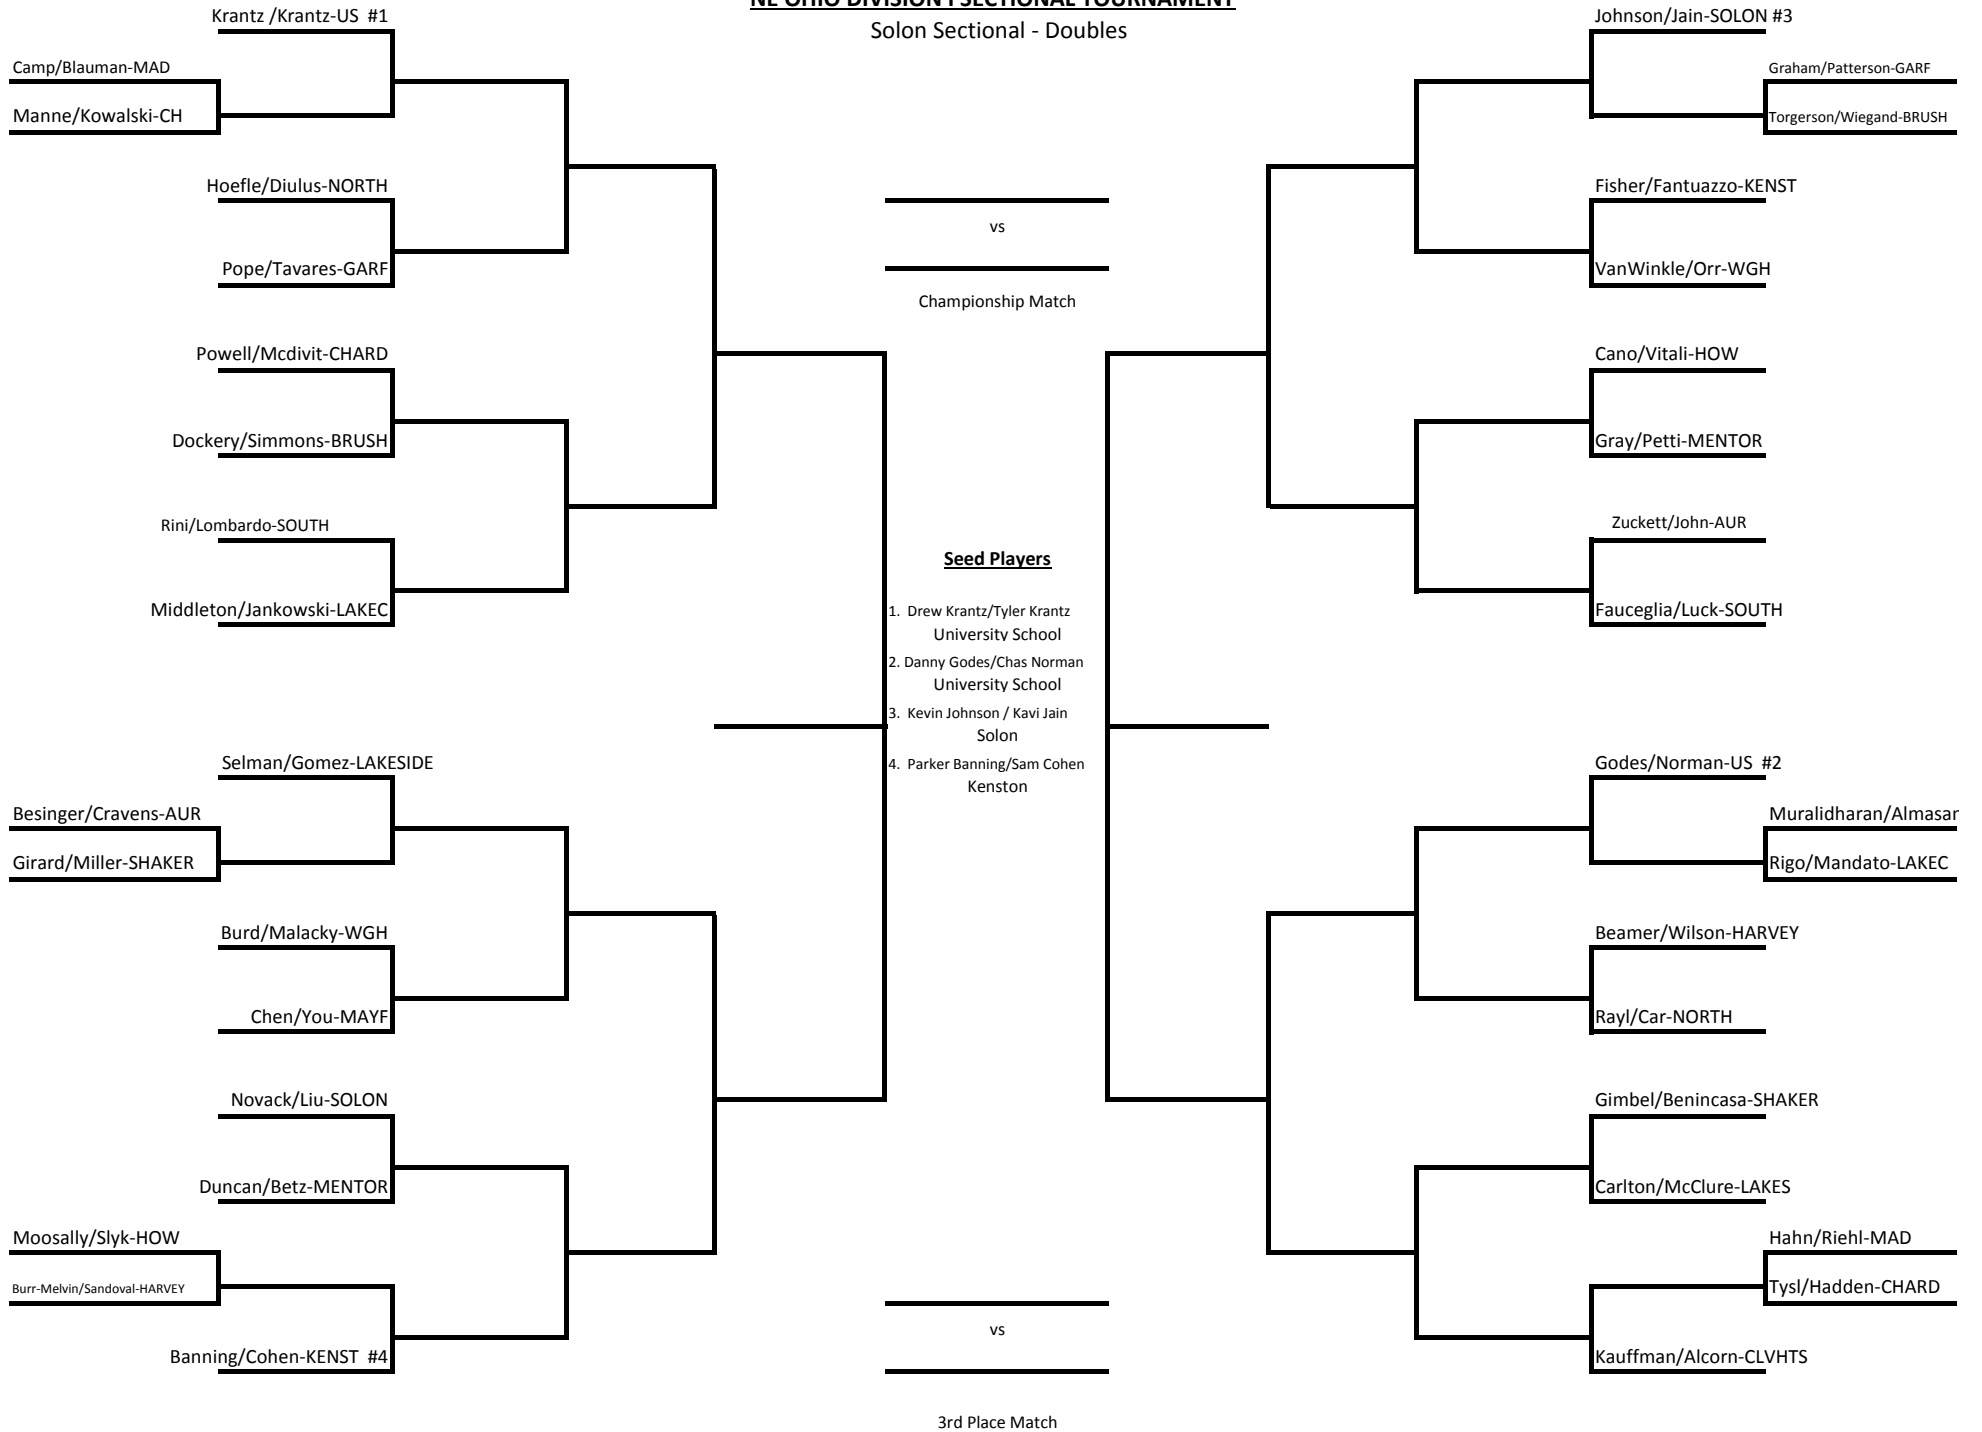 NE OHIO DIVISION I SECTIONAL TOURNAMENT
Solon Sectional - Doubles
Krantz /Krantz-US #1
Camp/Blauman-MAD
Manne/Kowalski-CH
Hoefle/Diulus-NORTH
Pope/Tavares-GARF
Powell/Mcdivit-CHARD
Dockery/Simmons-BRUSH
Rini/Lombardo-SOUTH
Middleton/Jankowski-LAKEC
Selman/Gomez-LAKESIDE
Besinger/Cravens-AUR
Girard/Miller-SHAKER
Burd/Malacky-WGH
Chen/You-MAYF
Novack/Liu-SOLON
Duncan/Betz-MENTOR
Moosally/Slyk-HOW
Burr-Melvin/Sandoval-HARVEY
Banning/Cohen-KENST #4
vs
Championship Match
Seed Players
1. Drew Krantz/Tyler Krantz
University School
2. Danny Godes/Chas Norman
University School
3. Kevin Johnson / Kavi Jain
Solon
4. Parker Banning/Sam Cohen
Kenston
vs
3rd Place Match
Johnson/Jain-SOLON #3
Graham/Patterson-GARF
Torgerson/Wiegand-BRUSH
Fisher/Fantuazzo-KENST
VanWinkle/Orr-WGH
Cano/Vitali-HOW
Gray/Petti-MENTOR
Zuckett/John-AUR
Fauceglia/Luck-SOUTH
Godes/Norman-US #2
Muralidharan/Almasar
Rigo/Mandato-LAKEC
Beamer/Wilson-HARVEY
Rayl/Car-NORTH
Gimbel/Benincasa-SHAKER
Carlton/McClure-LAKES
Hahn/Riehl-MAD
Tysl/Hadden-CHARD
Kauffman/Alcorn-CLVHTS